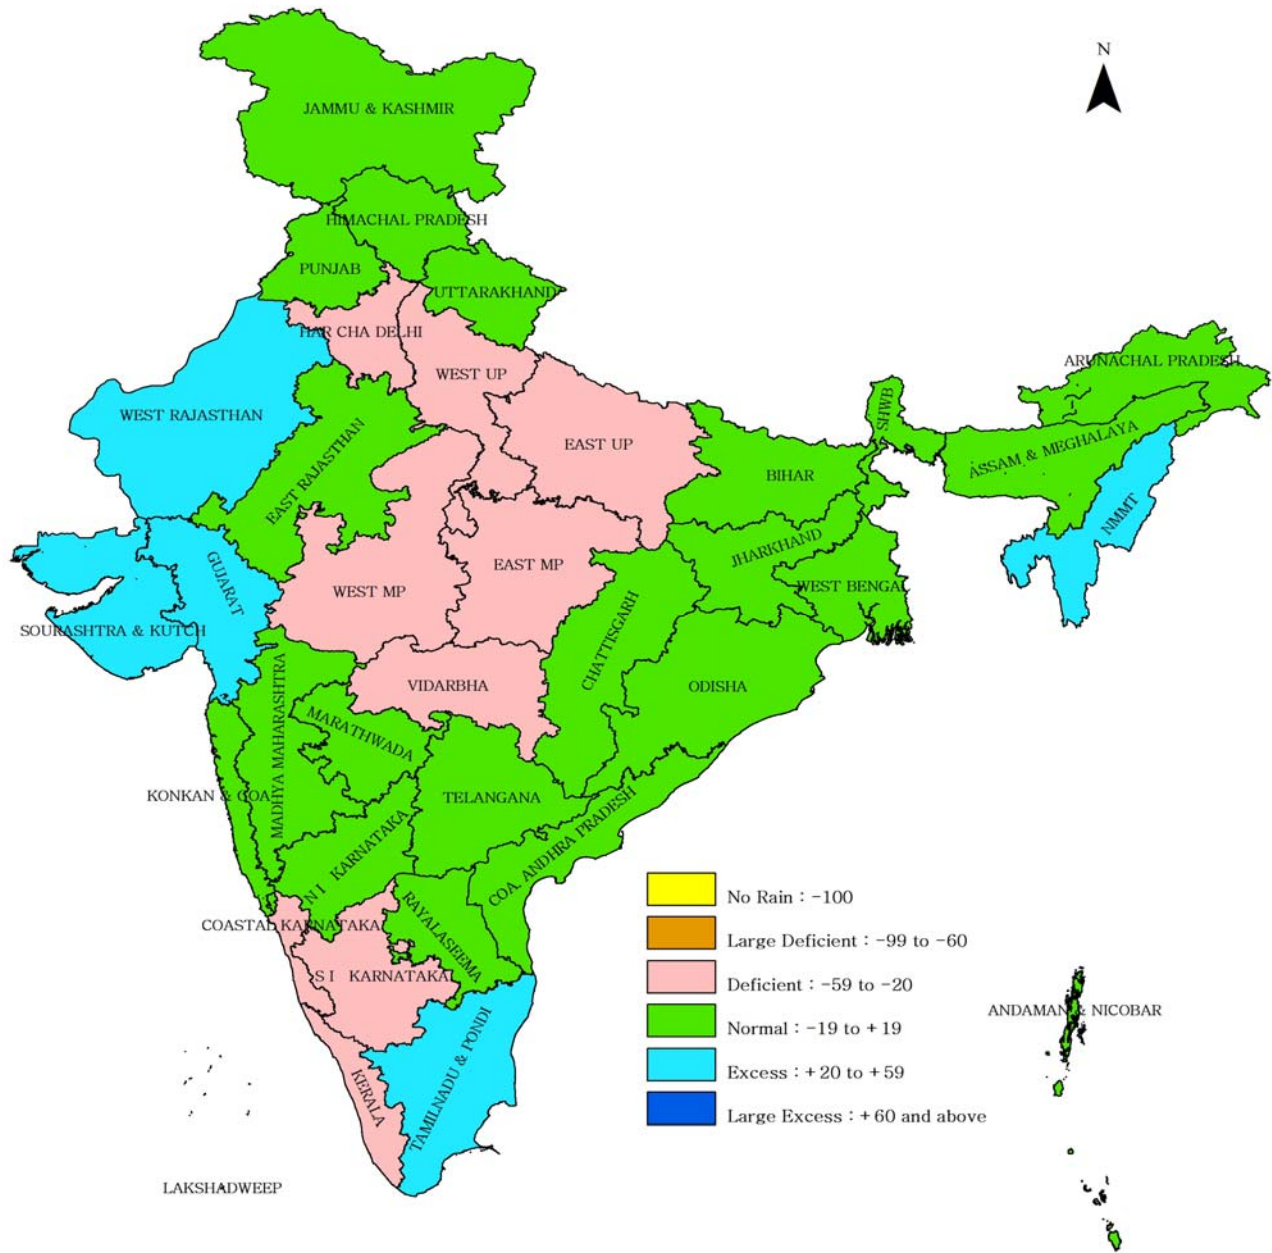 N
JAMMU & KASHMIR
HIMACHAL PRADESH
PUNJAB
UTTARAKHAND
HAR CHA DELHI
ARUNACHAL PRADESH
WEST UP
WEST RAJASTHAN
SHWB
EAST UP
ASSAM & MEGHALAYA
EAST RAJASTHAN
BIHAR
NMMT
JHARKHAND
EAST MP
GUJARAT
WEST MP
WEST BENGAL
SOURASHTRA & KUTCH
CHATTISGARH
VIDARBHA
ODISHA
MADHYA MAHARASHTRA
MARATHWADA
KONKAN & GOA
TELANGANA
COA. ANDHRA PRADESH
N I KARNATAKA
No Rain : -100
COASTAL KARNATAKA
RAYALASEEMA
Large Deficient : -99 to -60
S I KARNATAKA
Deficient : -59 to -20
ANDAMAN & NICOBAR
Normal : -19 to +19
TAMILNADU & PONDI
Excess : +20 to +59
KERALA
Large Excess : +60 and above
LAKSHADWEEP